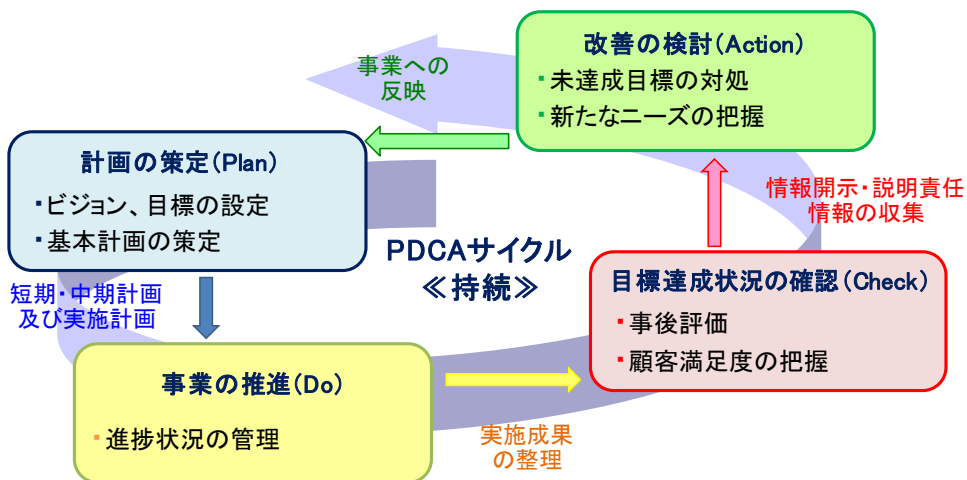 改善の検討(Action)
・未達成目標の対処
・新たなニーズの把握
事業への
反映
計画の策定(Plan)
・ビジョン、目標の設定
・基本計画の策定
情報開示・説明責任
情報の収集
PDCAサイクル
≪持続≫
目標達成状況の確認(Check)
・事後評価
・顧客満足度の把握
短期・中期計画
及び実施計画
事業の推進(Do)
・進捗状況の管理
実施成果
の整理